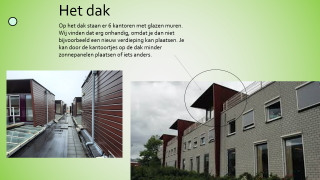 Het dak
Op het dak staan er 6 kantoren met glazen muren.
Wij vinden dat erg onhandig, omdat je dan niet
bijvoorbeeld een nieuw verdieping kan plaatsen. Je
kan door de kantoortjes op de dak minder
zonnepanelen plaatsen of iets anders.